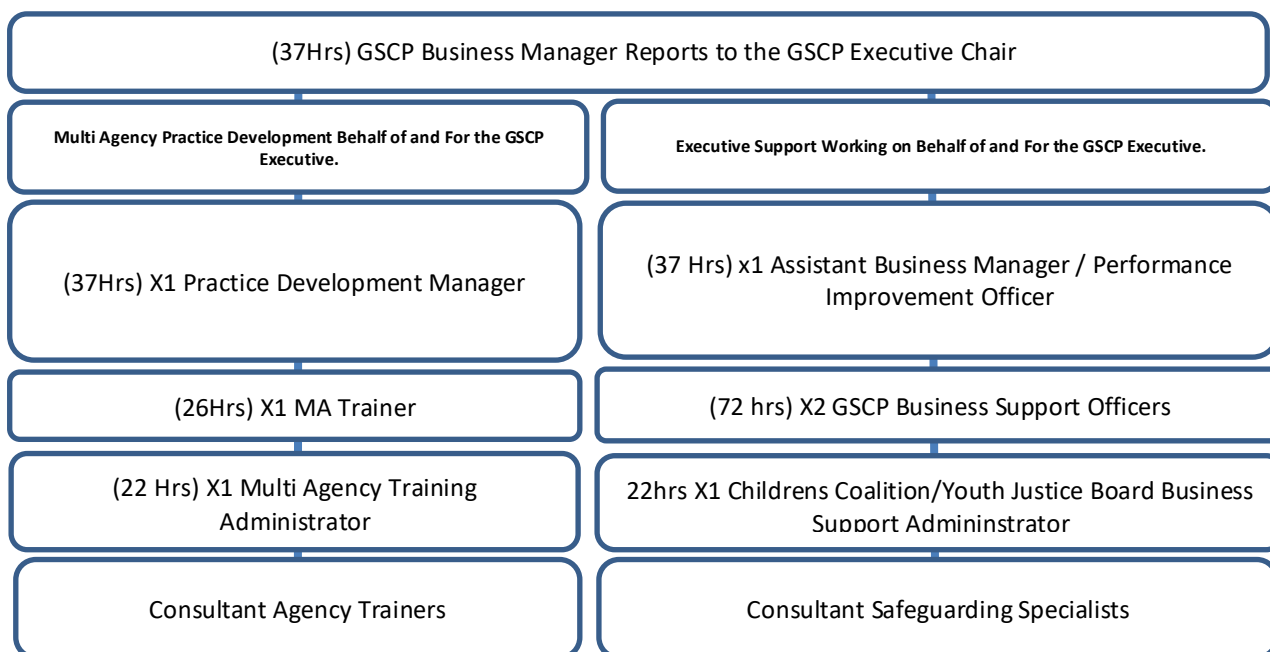 (37Hrs) GSCP Business Manager Reports to the GSCP Executive Chair
Multi Agency Practice Development Behalf of and For the GSCP
Executive.
Executive Support Working on Behalf of and For the GSCP Executive.
(37Hrs) X1 Practice Development Manager
(37 Hrs) x1 Assistant Business Manager / Performance
Improvement Officer
(26Hrs) X1 MA Trainer
(72 hrs) X2 GSCP Business Support Officers
(22 Hrs) X1 Multi Agency Training
Administrator
22hrs X1 Childrens Coalition/Youth Justice Board Business
Support Admininstrator
Consultant Agency Trainers
Consultant Safeguarding Specialists